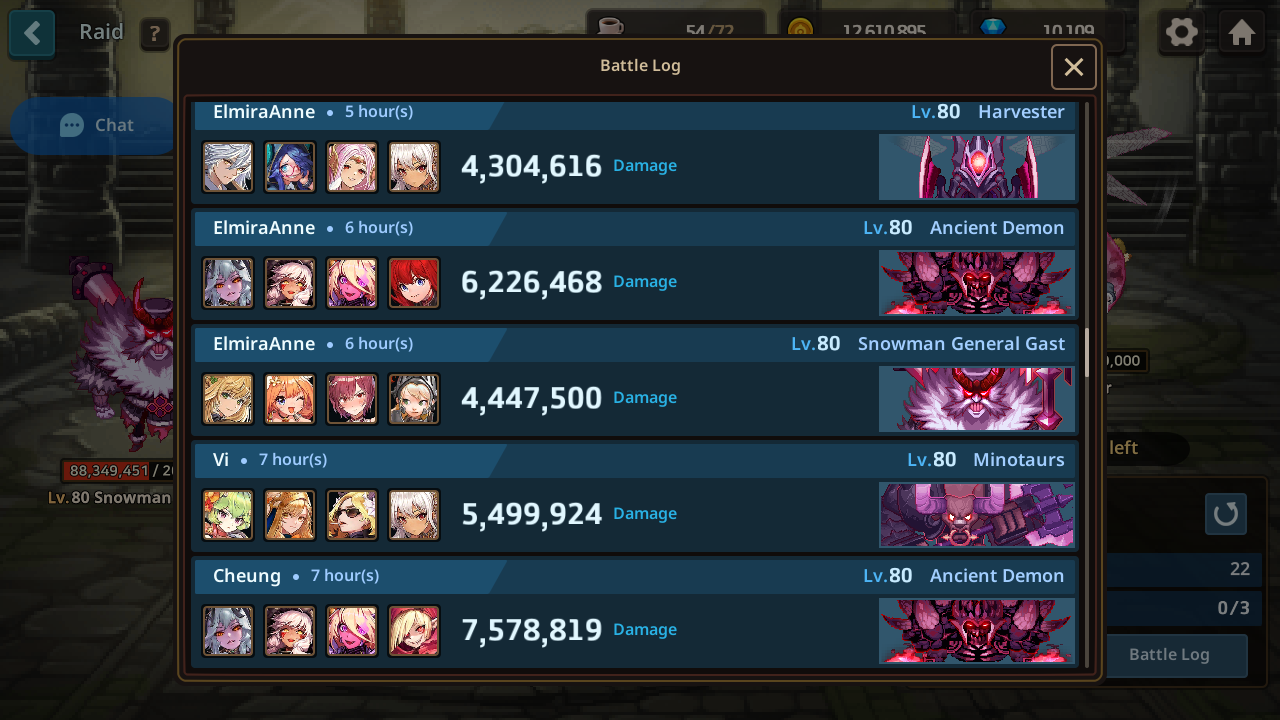 Raid ?
54/72
12,610,895
10,109
Battle Log
Chat
ElmiraAnne • 5 hour(s)
Lv.80 Harvester
4,304,616 Damage
ElmiraAnne • 6 hour(s)
Lv.80 Ancient Demon
6,226,468 Damage
ElmiraAnne • 6 hour(s)
Lv.80 Snowman General Gast
4,447,500 Damage
Vi • 7 hour(s)
Lv.80 Minotaurs
5,499,924 Damage
Cheung • 7 hour(s)
Lv.80 Ancient Demon
7,578,819 Damage
88,349,451 / 20
Lv.80 Snowman
0,000
r
left
22
0/3
Battle Log